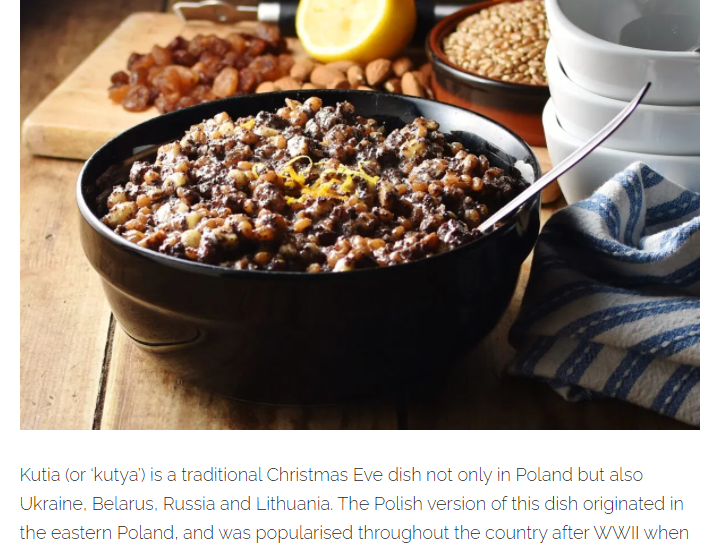 Kutia (or ‘kutya’) is a traditional Christmas Eve dish not only in Poland but also
Ukraine, Belarus, Russia and Lithuania. The Polish version of this dish originated in
the eastern Poland, and was popularised throughout the country after WWII when